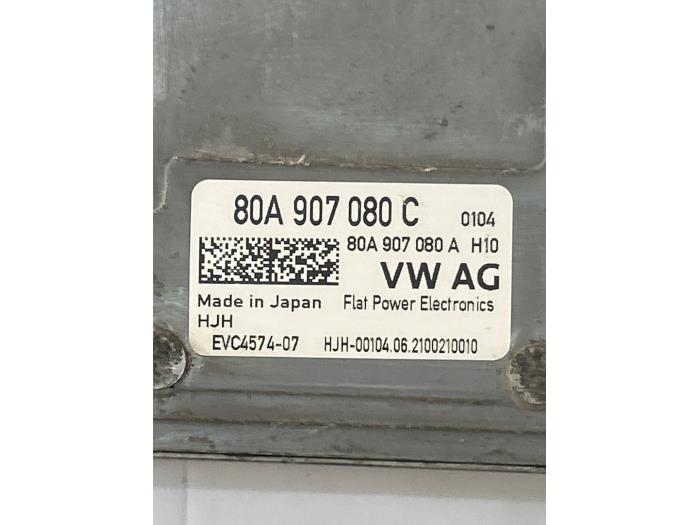 80A 907 080 C 0104
80A 907 080 A H10
VW AG
Made in Japan Flat Power Electronics
HJH
EVC4574-07 HJH-00104.06.2100210010